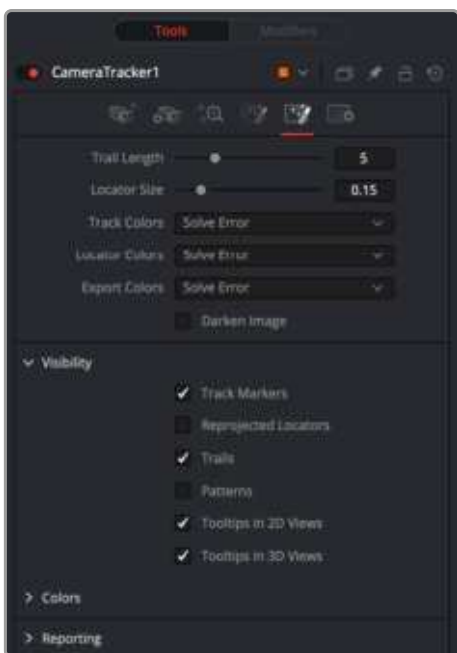 Tools Modifiers
CameraTracker1
Trail Length 5
Locator Size 0.15
Track Colors Solve Error
Locator Colors Solve Error
Export Colors Solve Error
Darken Image
Visibility
Track Markers
Reprojected Locators
Trails
Patterns
Tooltips in 2D Views
Tooltips in 3D Views
Colors
Reporting